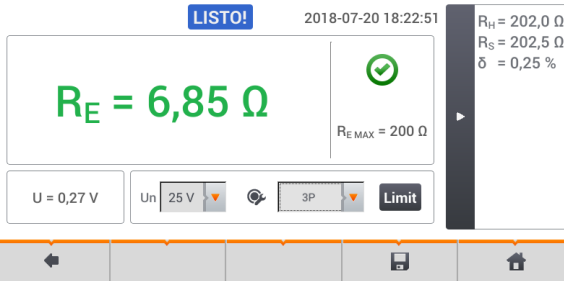 LISTO!
2018-07-20 18:22:51
RE = 6,85 Ω
RE MAX = 200 Ω
U = 0,27 V
Un 25 V 3P Limit
RH = 202,0 Ω
RS = 202,5 Ω
δ = 0,25 %